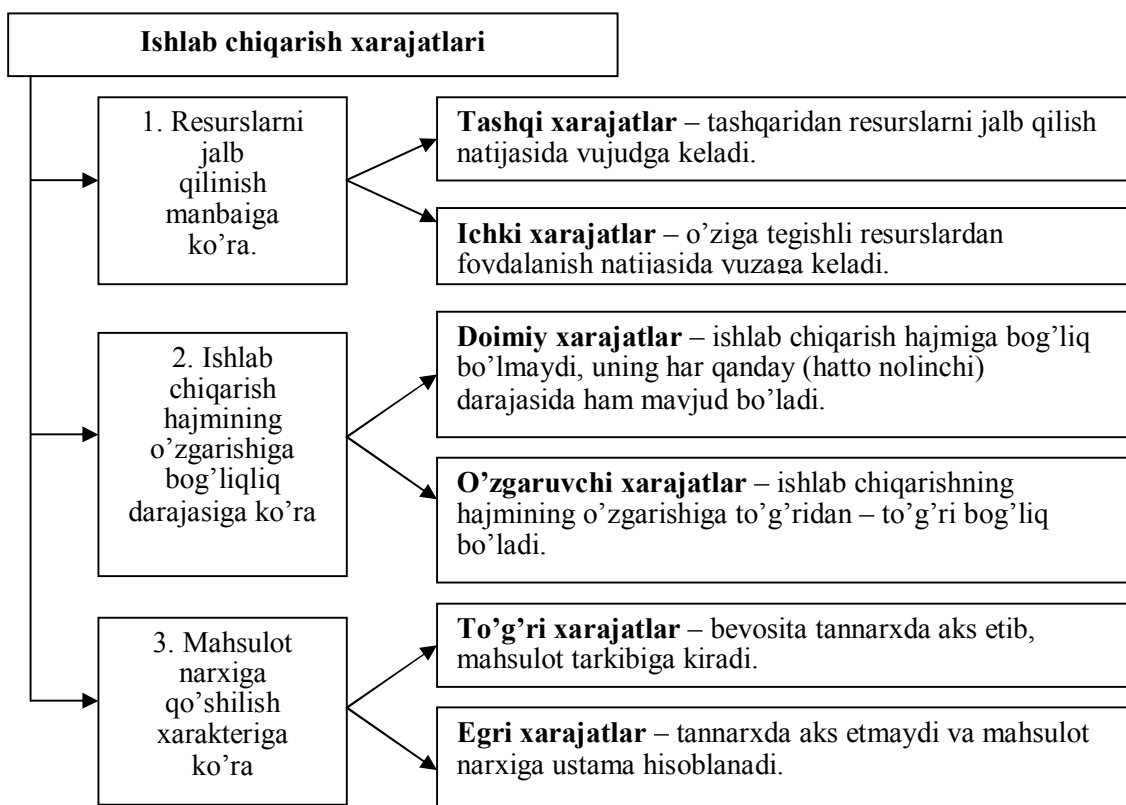 Ishlab chiqarish xarajatlari
1. Resurslarni
jalb
qilinish
manbaiga
ko’ra.
Tashqi xarajatlar – tashqaridan resurslarni jalb qilish
natijasida vujudga keladi.
Ichki xarajatlar – o’ziga tegishli resurslardan
foydalanish natijasida yuzaga keladi.
2. Ishlab
chiqarish
hajmining
o’zgarishiga
bog’liqliq
darajasiga ko’ra
Doimiy xarajatlar – ishlab chiqarish hajmiga bog’liq
bo’lmaydi, uning har qanday (hatto nolinchi)
darajasida ham mavjud bo’ladi.
O’zgaruvchi xarajatlar – ishlab chiqarishning
hajmining o’zgarishiga to’g’ridan – to’g’ri bog’liq
bo’ladi.
3. Mahsulot
narxiga
qo’shilish
xarakteriga
ko’ra
To’g’ri xarajatlar – bevosita tannarxda aks etib,
mahsulot tarkibiga kiradi.
Egri xarajatlar – tannarxda aks etmaydi va mahsulot
narxiga ustama hisoblanadi.